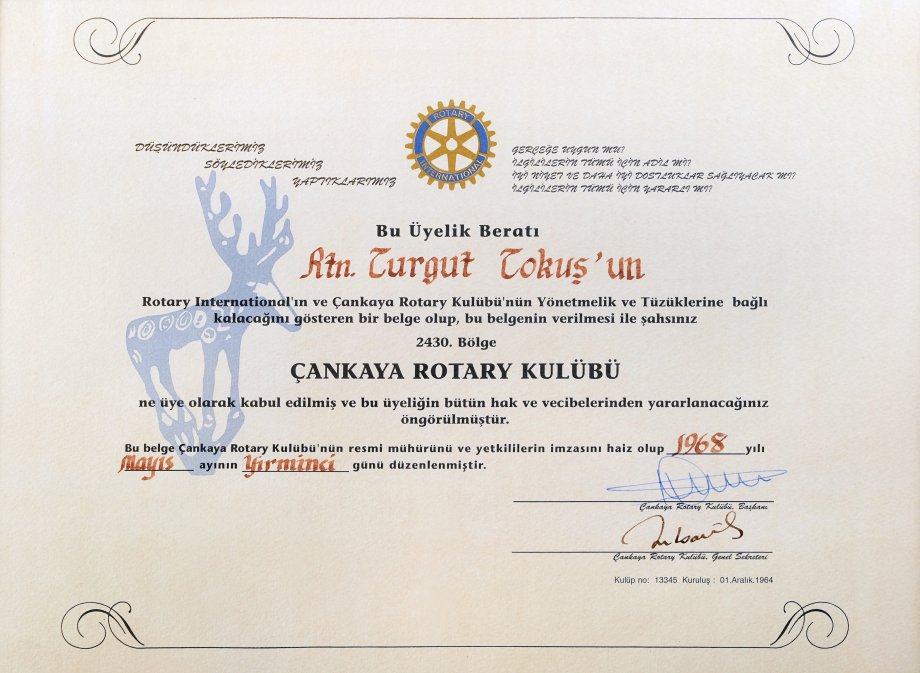 DÜŞÜNDÜKLERİMİZ
SÖYLEDİKLERİMİZ
YAPTIKLARIMIZ
ROTARY
INTERNATIONAL
GERÇEĞE UYGUN MU?
İLGİLİLERİN TÜMÜ İÇİN ADİL Mİ?
İYİ NİYET VE DAHA İYİ DOSTLUKLAR SAĞLIYACAK MI?
İLGİLİLERİN TÜMÜ İÇİN YARARLI MI?
Bu Üyelik Beratı
Rtn. Turgut Tokuş'un
Rotary International'ın ve Çankaya Rotary Kulübü'nün Yönetmelik ve Tüzüklerine bağlı
kalacağını gösteren bir belge olup, bu belgenin verilmesi ile şahsınız
2430. Bölge
ÇANKAYA ROTARY KULÜBÜ
ne üye olarak kabul edilmiş ve bu üyeliğin bütün hak ve vecibelerinden yararlanacağınız
öngörülmüştür.
Bu belge Çankaya Rotary Kulübü'nün resmi mühürünü ve yetkililerin imzasını haiz olup 1968 yılı
Mayıs ayının Yirminci günü düzenlenmiştir.
Çankaya Rotary Kulübü, Başkanı
Çankaya Rotary Kulübü, Genel Sekreteri
Kulüp no: 13345 Kuruluş : 01.Aralık.1964